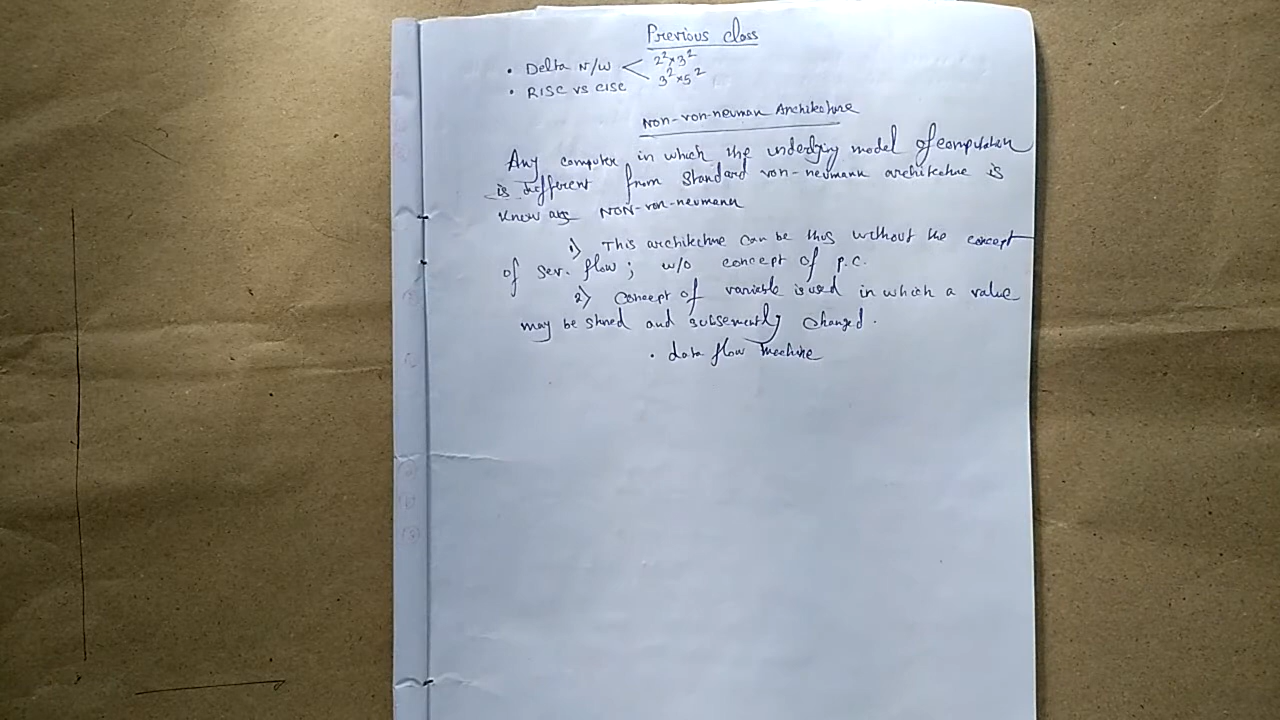 Previous class
• Delta N/W < 2²×3²
3²×5²
• RISC vs CISC
Non-von-neuman Architecture
Any computer in which the underlying model of computation
is different from standard von-neumann architecture is
know as NON-von-neumann
1) This architecture can be thus without the concept
of sev. flow ; w/o concept of p.c.
2) Concept of variable is used in which a value
may be stored and subsequently changed.
• data flow machine